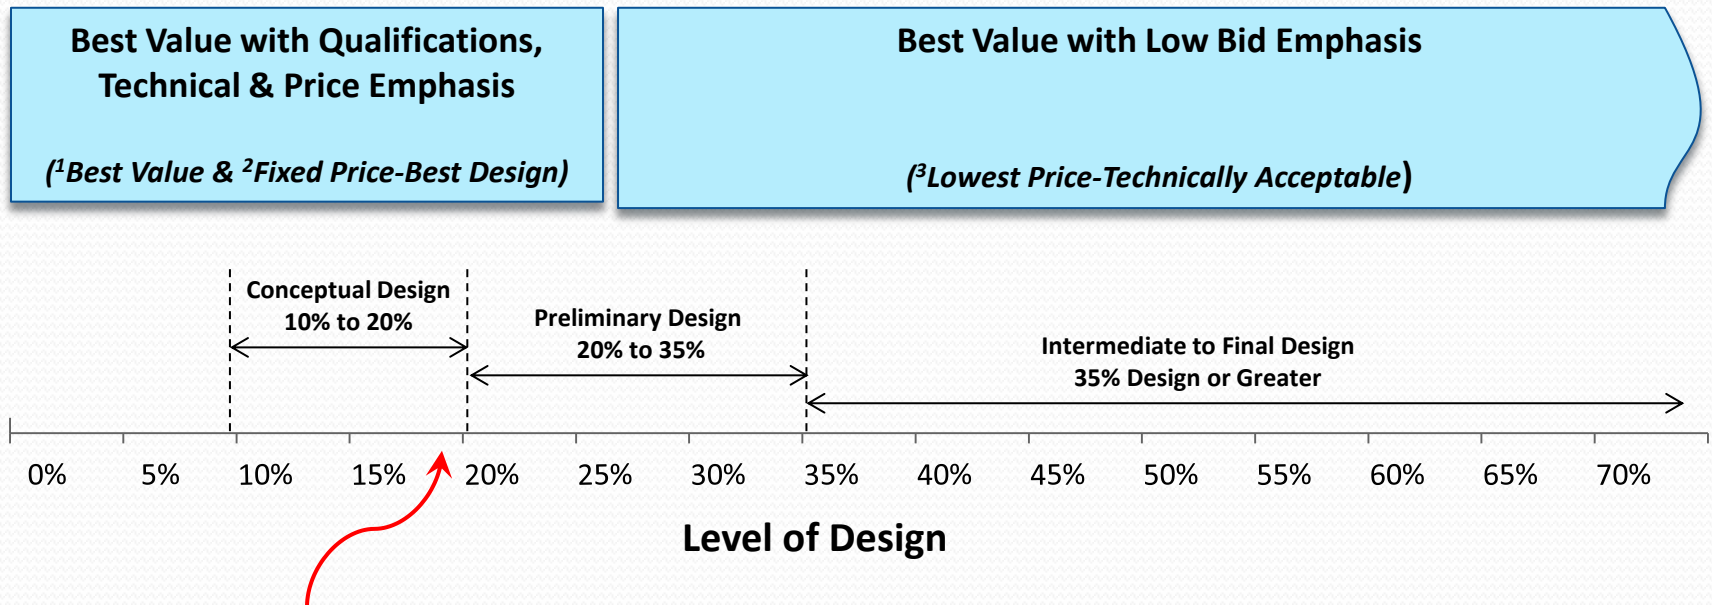 Best Value with Qualifications,
Technical & Price Emphasis
(¹Best Value & ²Fixed Price-Best Design)
Best Value with Low Bid Emphasis
(³Lowest Price-Technically Acceptable)
Conceptual Design
10% to 20%
Preliminary Design
20% to 35%
Intermediate to Final Design
35% Design or Greater
0% 5% 10% 15% 20% 25% 30% 35% 40% 45% 50% 55% 60% 65% 70%
Level of Design